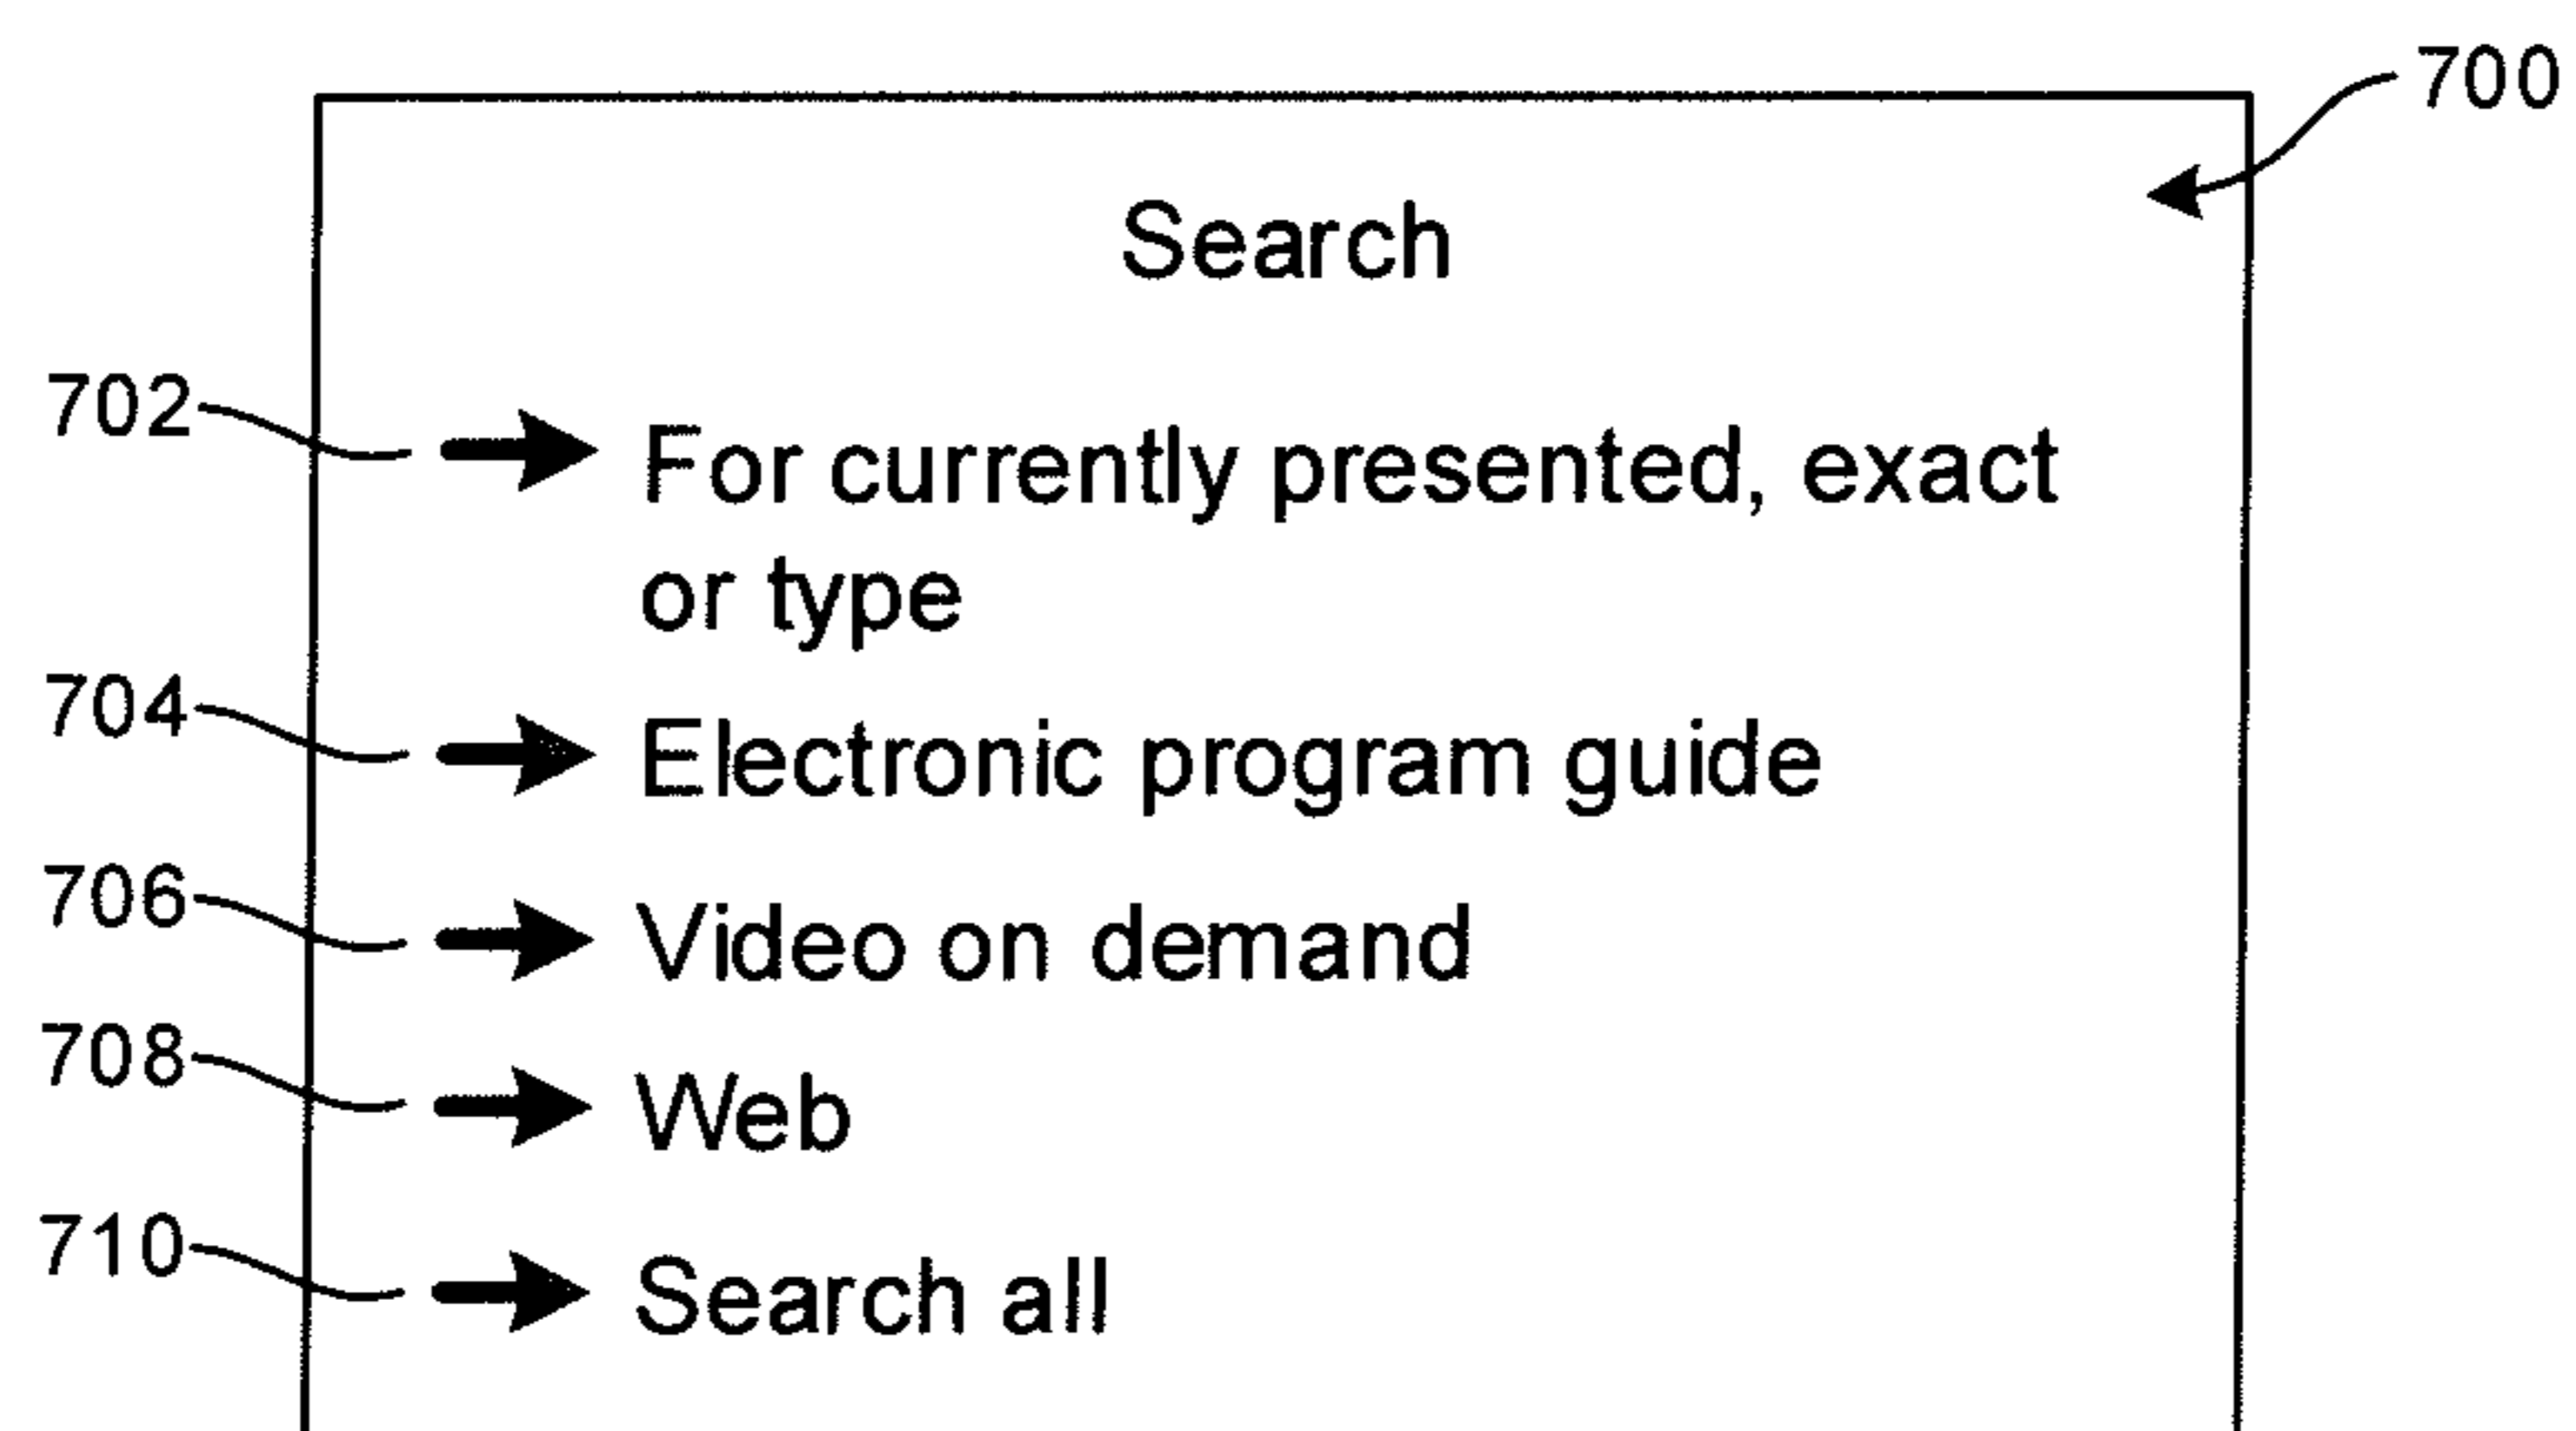 700
Search
702 For currently presented, exact
or type
704 Electronic program guide
706 Video on demand
708 Web
710 Search all